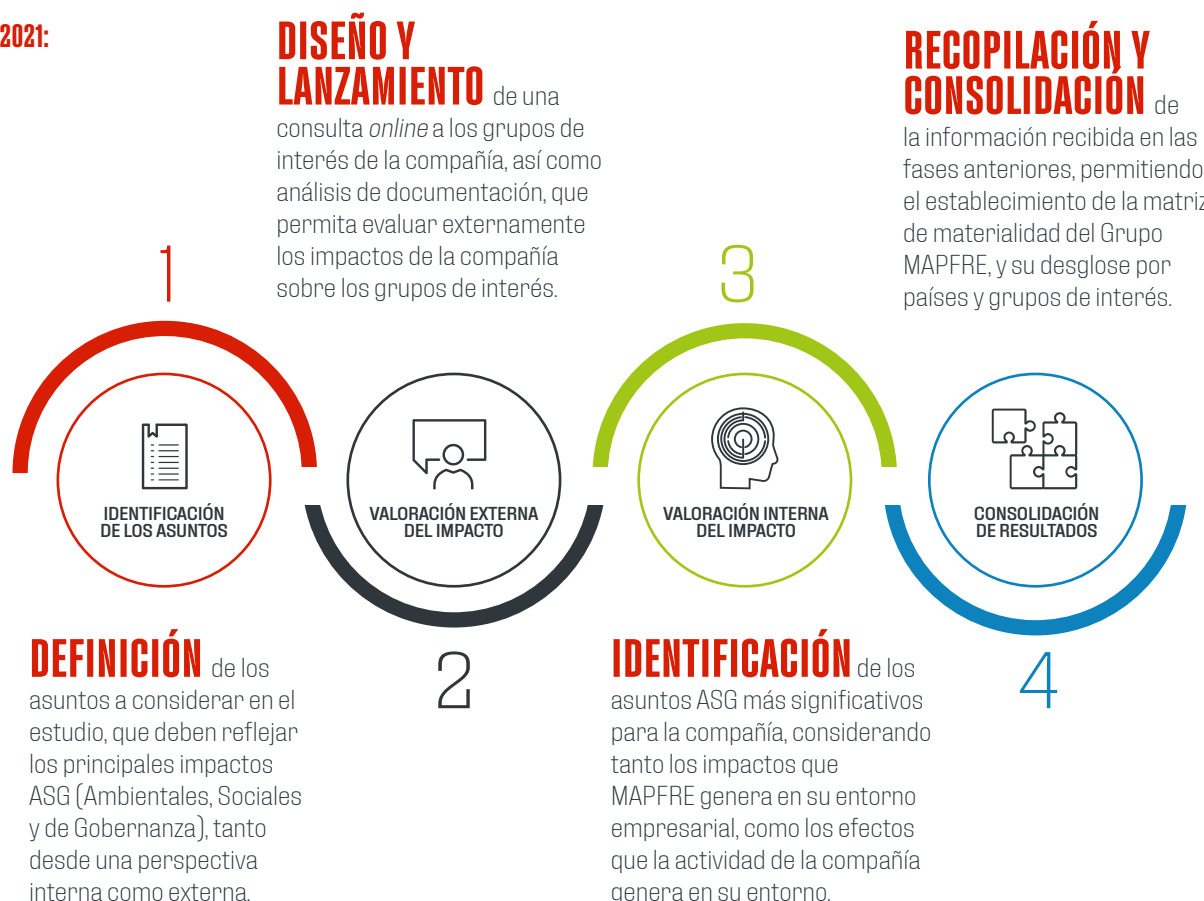 2021:
DISEÑO Y
LANZAMIENTO de una
consulta online a los grupos de
interés de la compañía, así como
análisis de documentación, que
permita evaluar externamente
los impactos de la compañía
sobre los grupos de interés.
RECOPILACIÓN Y
CONSOLIDACIÓN de
la información recibida en las
fases anteriores, permitiendo
el establecimiento de la matriz
de materialidad del Grupo
MAPFRE, y su desglose por
países y grupos de interés.
1
3
IDENTIFICACIÓN
DE LOS ASUNTOS
VALORACIÓN EXTERNA
DEL IMPACTO
VALORACIÓN INTERNA
DEL IMPACTO
CONSOLIDACIÓN
DE RESULTADOS
DEFINICIÓN de los
asuntos a considerar en el
estudio, que deben reflejar
los principales impactos
ASG (Ambientales, Sociales
y de Gobernanza), tanto
desde una perspectiva
interna como externa.
2
IDENTIFICACIÓN de los
asuntos ASG más significativos
para la compañía, considerando
tanto los impactos que
MAPFRE genera en su entorno
empresarial, como los efectos
que la actividad de la compañía
genera en su entorno.
4